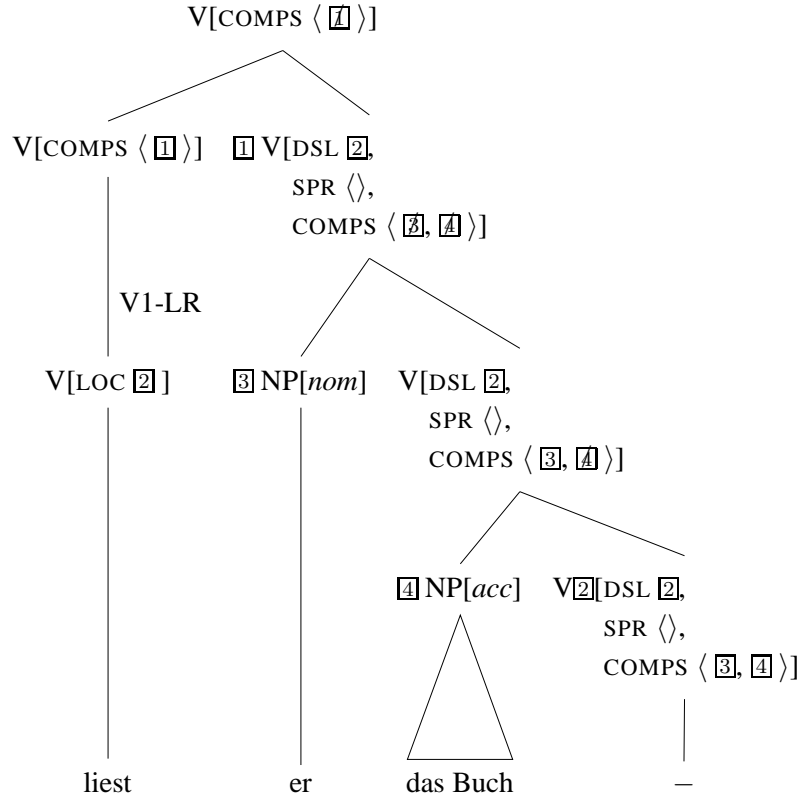 V[COMPS ⟨ 1̸ ⟩]
V[COMPS ⟨ 1 ⟩] 1 V[DSL 2,
SPR ⟨⟩,
COMPS ⟨ 3̸, 4̸ ⟩]
V1-LR
V[LOC 2 ] 3 NP[nom] V[DSL 2,
SPR ⟨⟩,
COMPS ⟨ 3, 4̸ ⟩]
4 NP[acc] V2[DSL 2,
SPR ⟨⟩,
COMPS ⟨ 3, 4 ⟩]
liest er das Buch –